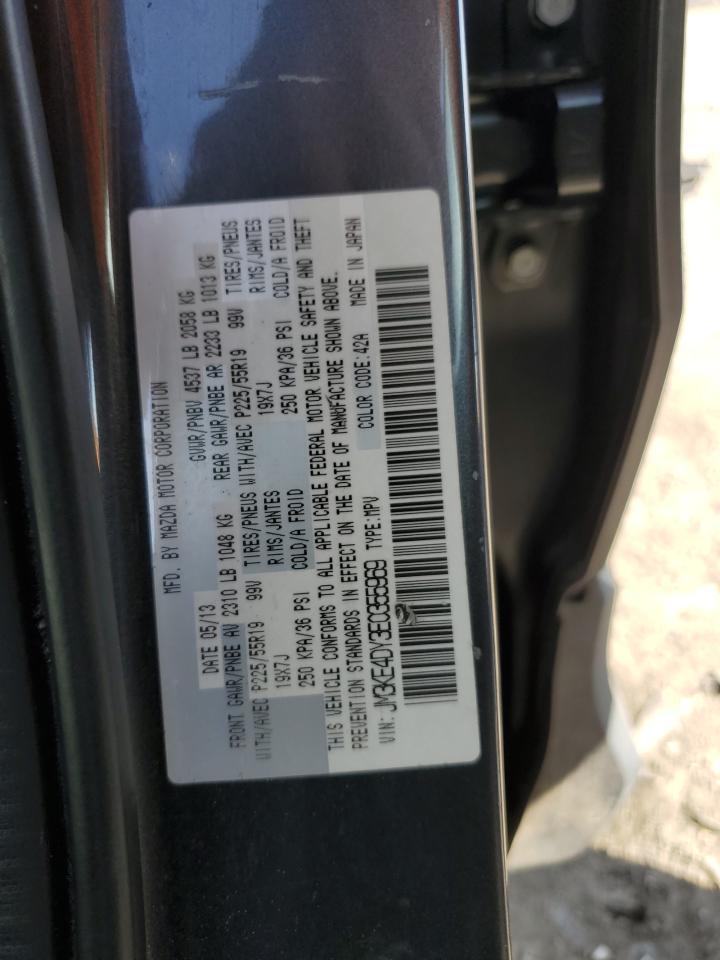 MFD. BY MAZDA MOTOR CORPORATION
DATE 05/13 GVWR/PNBV 4537 LB 2058 KG
FRONT GAWR/PNBE AV 2310 LB 1048 KG REAR GAWR/PNBE AR 2233 LB 1013 KG
WITH/AVEC P225/55R19 99V TIRES/PNEUS WITH/AVEC P225/55R19 99V TIRES/PNEUS
19X7J RIMS/JANTES 19X7J RIMS/JANTES
250 KPA/36 PSI COLD/A FROID 250 KPA/36 PSI COLD/A FROID
THIS VEHICLE CONFORMS TO ALL APPLICABLE FEDERAL MOTOR VEHICLE SAFETY AND THEFT
PREVENTION STANDARDS IN EFFECT ON THE DATE OF MANUFACTURE SHOWN ABOVE.
VIN: JM3KE4DY3E0355969 TYPE:MPV COLOR CODE:42A MADE IN JAPAN